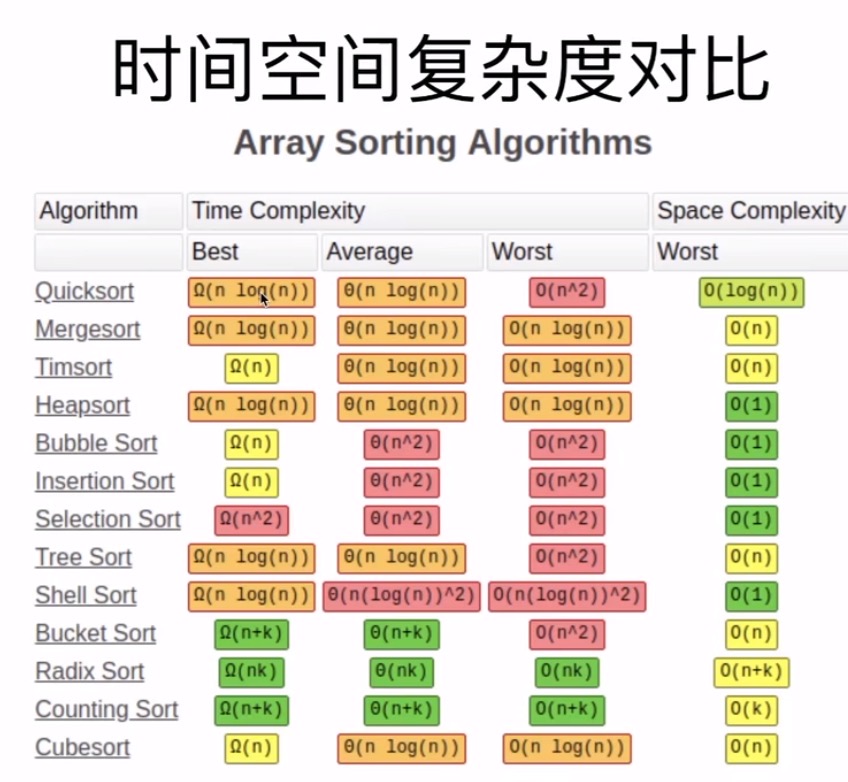 时间空间复杂度对比
Array Sorting Algorithms
Algorithm Time Complexity Space Complexity
Best Average Worst Worst
Quicksort Ω(n log(n)) θ(n log(n)) O(n^2) O(log(n))
Mergesort Ω(n log(n)) θ(n log(n)) O(n log(n)) O(n)
Timsort Ω(n) θ(n log(n)) O(n log(n)) O(n)
Heapsort Ω(n log(n)) θ(n log(n)) O(n log(n)) O(1)
Bubble Sort Ω(n) θ(n^2) O(n^2) O(1)
Insertion Sort Ω(n) θ(n^2) O(n^2) O(1)
Selection Sort Ω(n^2) θ(n^2) O(n^2) O(1)
Tree Sort Ω(n log(n)) θ(n log(n)) O(n^2) O(n)
Shell Sort Ω(n log(n)) θ(n(log(n))^2) O(n(log(n))^2) O(1)
Bucket Sort Ω(n+k) θ(n+k) O(n^2) O(n)
Radix Sort Ω(nk) θ(nk) O(nk) O(n+k)
Counting Sort Ω(n+k) θ(n+k) O(n+k) O(k)
Cubesort Ω(n) θ(n log(n)) O(n log(n)) O(n)